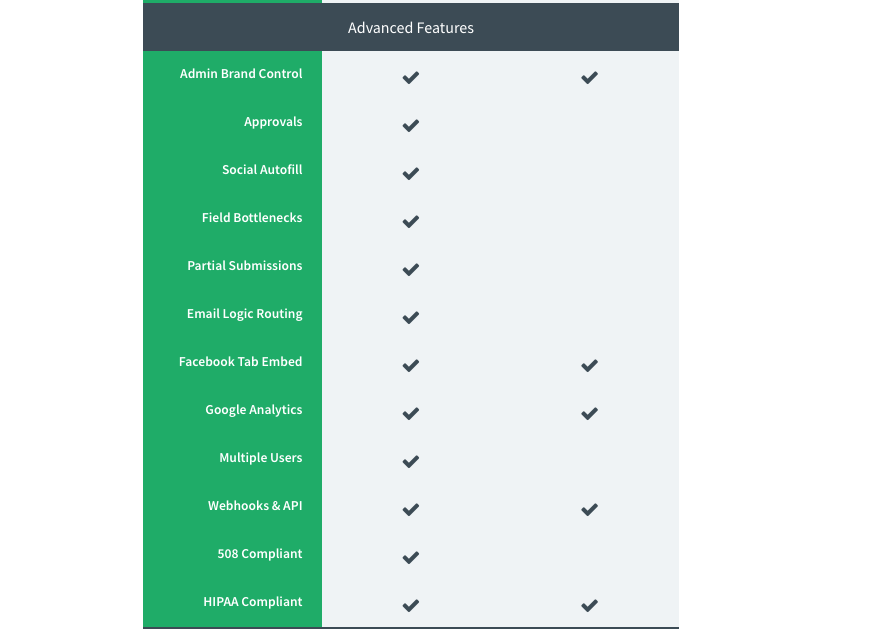 Advanced Features
Admin Brand Control
Approvals
Social Autofill
Field Bottlenecks
Partial Submissions
Email Logic Routing
Facebook Tab Embed
Google Analytics
Multiple Users
Webhooks & API
508 Compliant
HIPAA Compliant